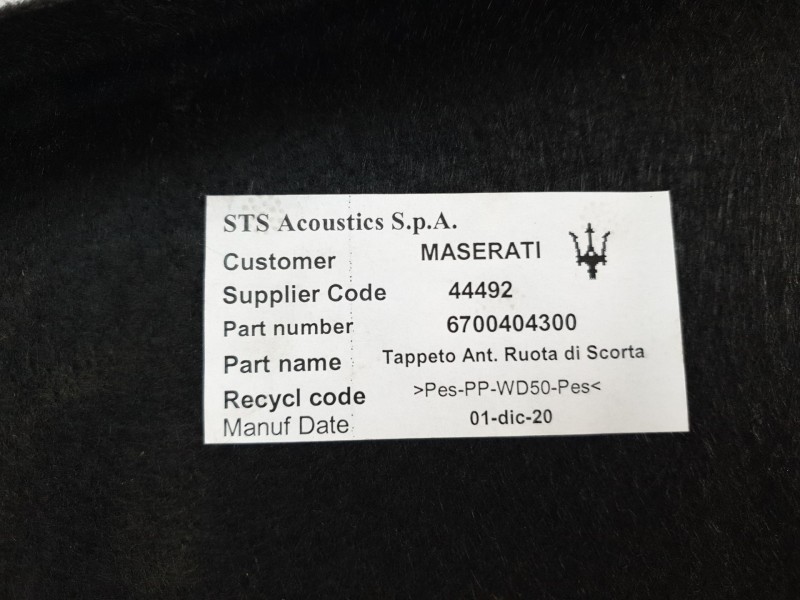 STS Acoustics S.p.A.
Customer MASERATI
Supplier Code 44492
Part number 6700404300
Part name Tappeto Ant. Ruota di Scorta
Recycl code >Pes-PP-WD50-Pes<
Manuf Date 01-dic-20